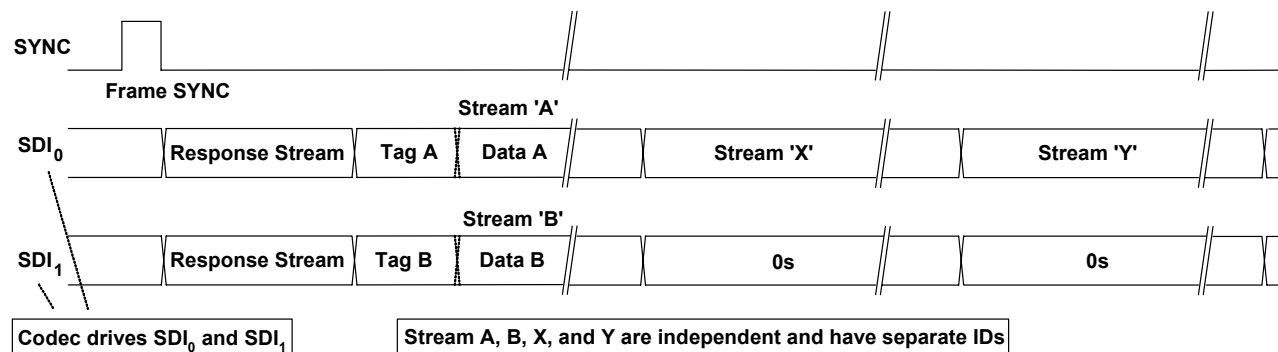 SYNC
Frame SYNC
Stream 'A'
SDI0 Response Stream Tag A Data A Stream 'X' Stream 'Y'
Stream 'B'
SDI1 Response Stream Tag B Data B 0s 0s
Codec drives SDI0 and SDI1 Stream A, B, X, and Y are independent and have separate IDs